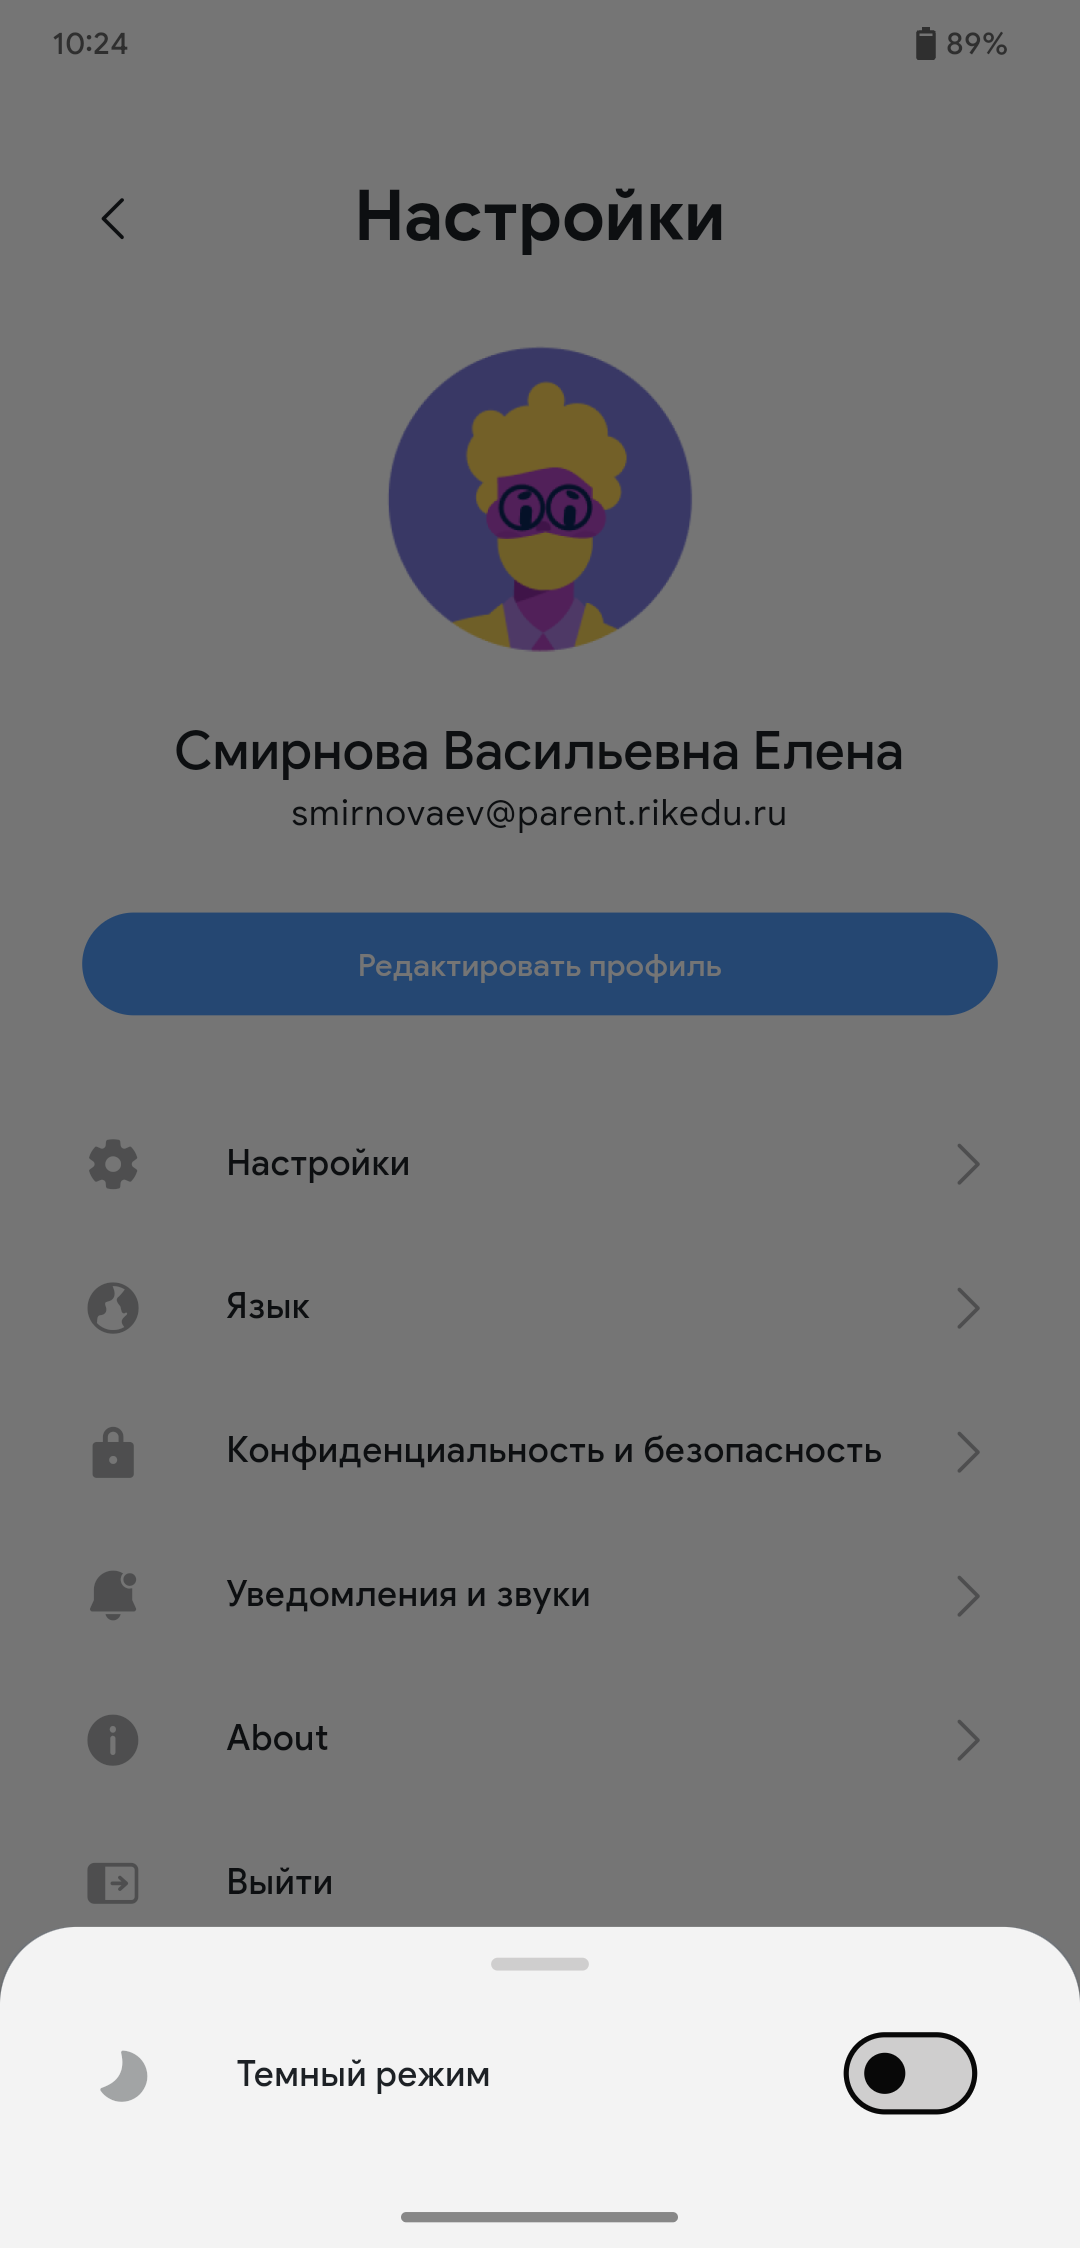 10:24
89%
Настройки
Смирнова Васильевна Елена
smirnovaev@parent.rikedu.ru
Редактировать профиль
Настройки
Язык
Конфиденциальность и безопасность
Уведомления и звуки
About
Выйти
Темный режим